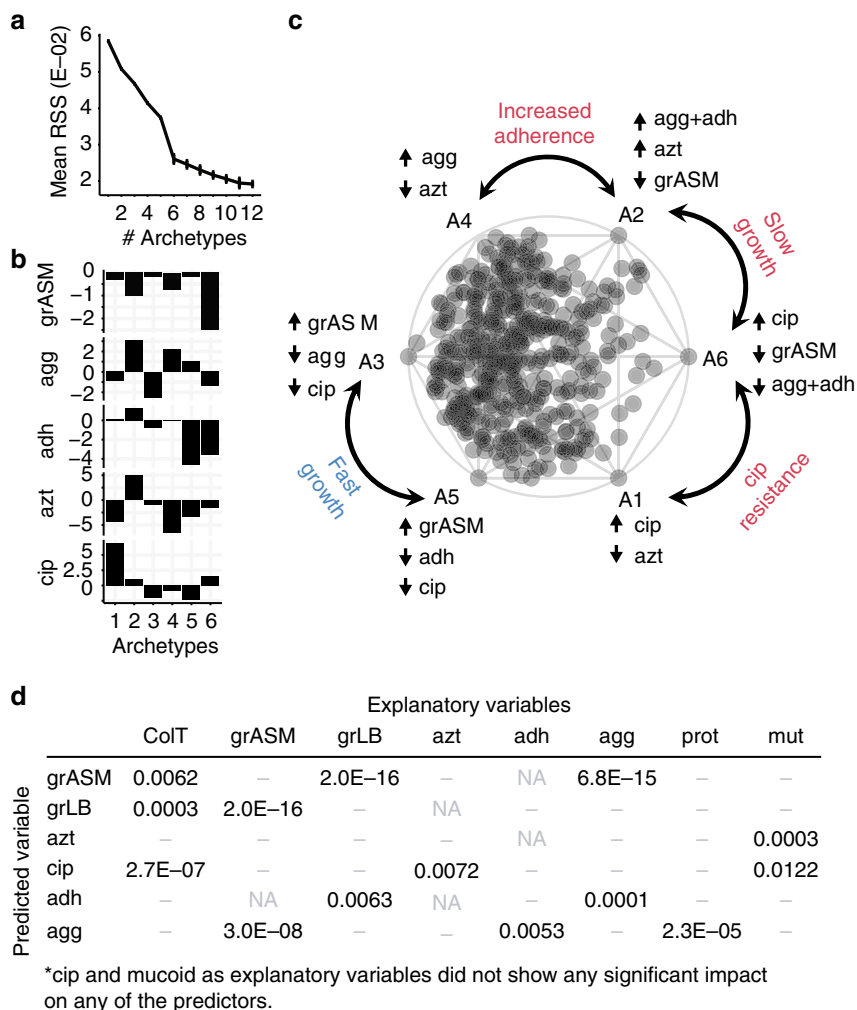 a
Mean RSS (E–02)
6
5
4
3
2
2 4 6 8 10 12
# Archetypes
b
grASM
0
−1
−2
agg
2
0
−2
adh
0
−2
−4
azt
5
0
−5
cip
5
2.5
0
1 2 3 4 5 6
Archetypes
c
Increased
adherence
agg
azt
A4
agg+adh
azt
grASM
A2
Slow
growth
cip
grASM
agg+adh
A6
cip
resistance
A1
cip
azt
A5
grASM
adh
cip
Fast
growth
grAS M
agg
cip
A3
d
Explanatory variables
ColT grASM grLB azt adh agg prot mut
Predicted variable
grASM 0.0062 – 2.0E–16 – NA 6.8E–15 – –
grLB 0.0003 2.0E–16 – NA – – – –
azt – – – – NA – – 0.0003
cip 2.7E–07 – – 0.0072 – – – 0.0122
adh – NA 0.0063 NA – 0.0001 – –
agg – 3.0E–08 – – 0.0053 – 2.3E–05 –
*cip and mucoid as explanatory variables did not show any significant impact
on any of the predictors.